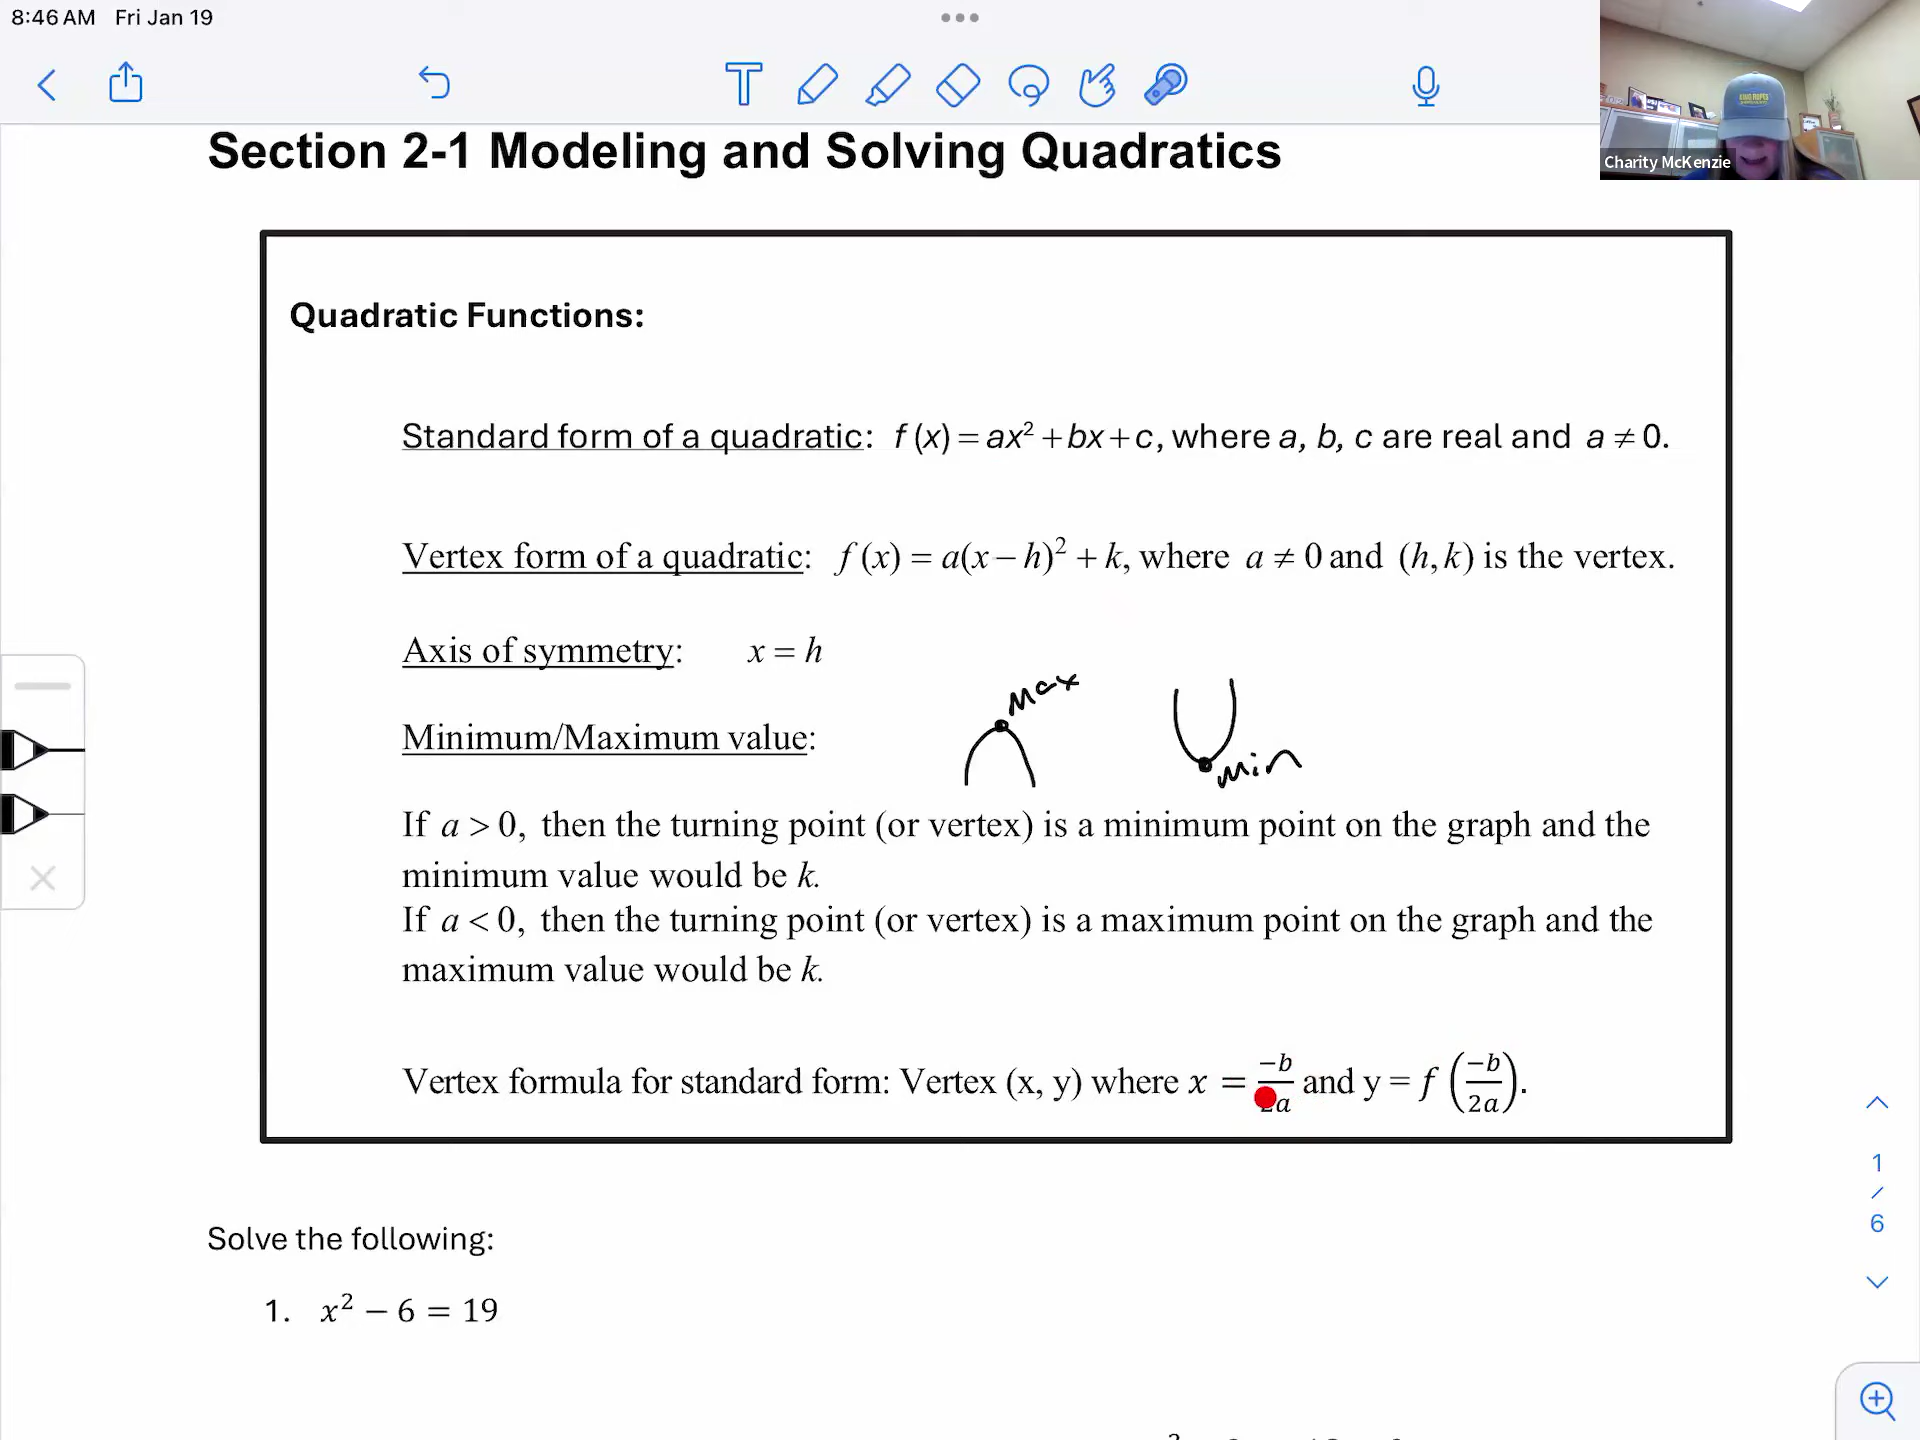 8:46 AM Fri Jan 19
Charity McKenzie
Section 2-1 Modeling and Solving Quadratics
Quadratic Functions:
Standard form of a quadratic: f(x) = ax² + bx + c, where a, b, c are real and a ≠ 0.
Vertex form of a quadratic: f(x) = a(x − h)² + k, where a ≠ 0 and (h, k) is the vertex.
Axis of symmetry: x = h
Max
Minimum/Maximum value:
Min
If a > 0, then the turning point (or vertex) is a minimum point on the graph and the
minimum value would be k.
If a < 0, then the turning point (or vertex) is a maximum point on the graph and the
maximum value would be k.
Vertex formula for standard form: Vertex (x, y) where x = −b/2a and y = f(−b/2a).
1
/
6
Solve the following:
1. x² − 6 = 19